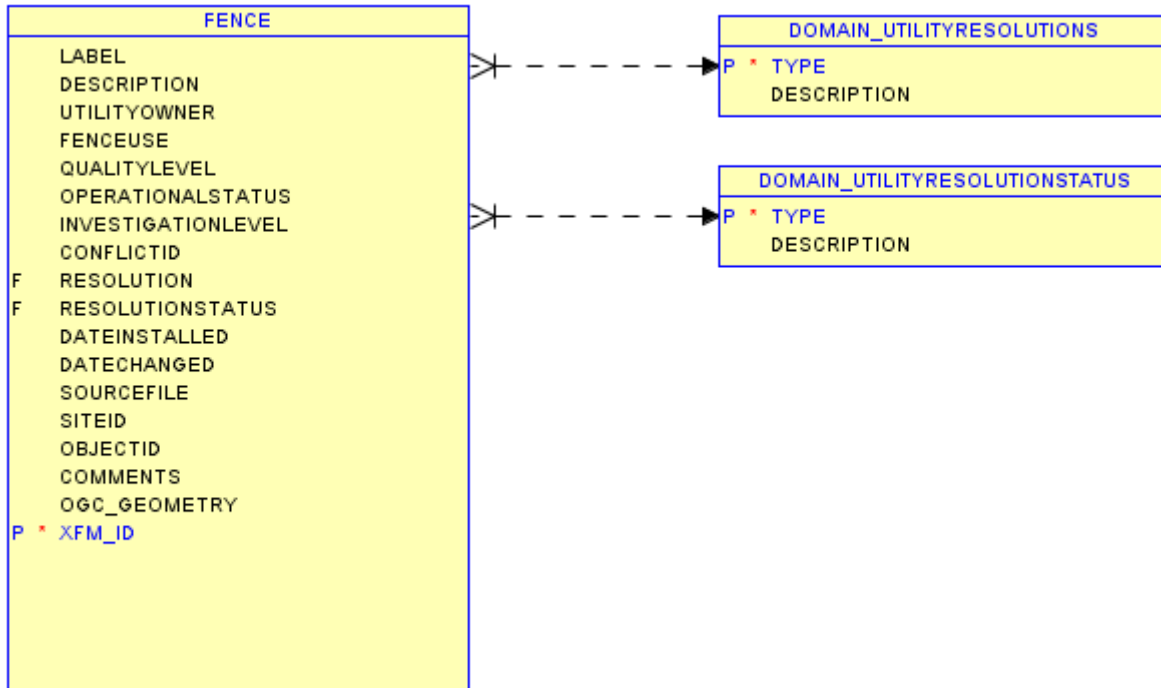 FENCE
LABEL
DESCRIPTION
UTILITYOWNER
FENCEUSE
QUALITYLEVEL
OPERATIONALSTATUS
INVESTIGATIONLEVEL
CONFLICTID
F RESOLUTION
F RESOLUTIONSTATUS
DATEINSTALLED
DATECHANGED
SOURCEFILE
SITEID
OBJECTID
COMMENTS
OGC_GEOMETRY
P * XFM_ID
DOMAIN_UTILITYRESOLUTIONS
P * TYPE
DESCRIPTION
DOMAIN_UTILITYRESOLUTIONSTATUS
P * TYPE
DESCRIPTION